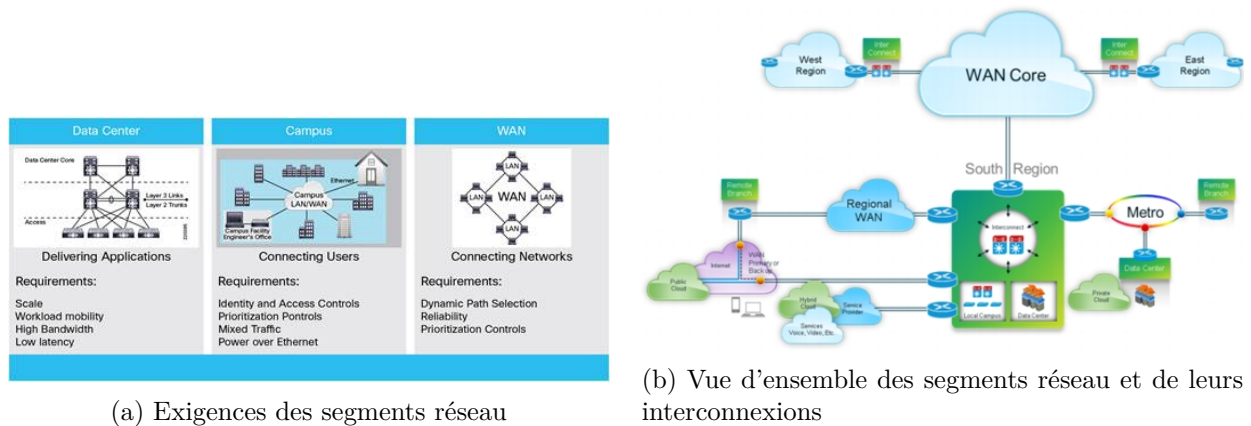 Data Center
Campus
WAN
Data Center Core
Layer 3 Links
Layer 2 Trunks
Access
Ethernet
Campus
LAN/WAN
Campus Facility
Engineer's Office
LAN
LAN
WAN
LAN
LAN
Delivering Applications
Connecting Users
Connecting Networks
Requirements:
Scale
Workload mobility
High Bandwidth
Low latency
Requirements:
Identity and Access Controls
Prioritization Pontrols
Mixed Traffic
Power over Ethernet
Requirements:
Dynamic Path Selection
Reliability
Prioritization Controls
(a) Exigences des segments réseau
West
Region
Inter
Connect
WAN Core
Inter
Connect
East
Region
South Region
Remote
Branch
Regional
WAN
Interconnect
Metro
Remote
Branch
Internet
WAN
Primary or
Back-up
Public
Cloud
Hybrid
Cloud
Service
Provider
Services
Voice, Video, Etc.
Local Campus
Data Center
Private
Cloud
Data Center
(b) Vue d'ensemble des segments réseau et de leurs
interconnexions